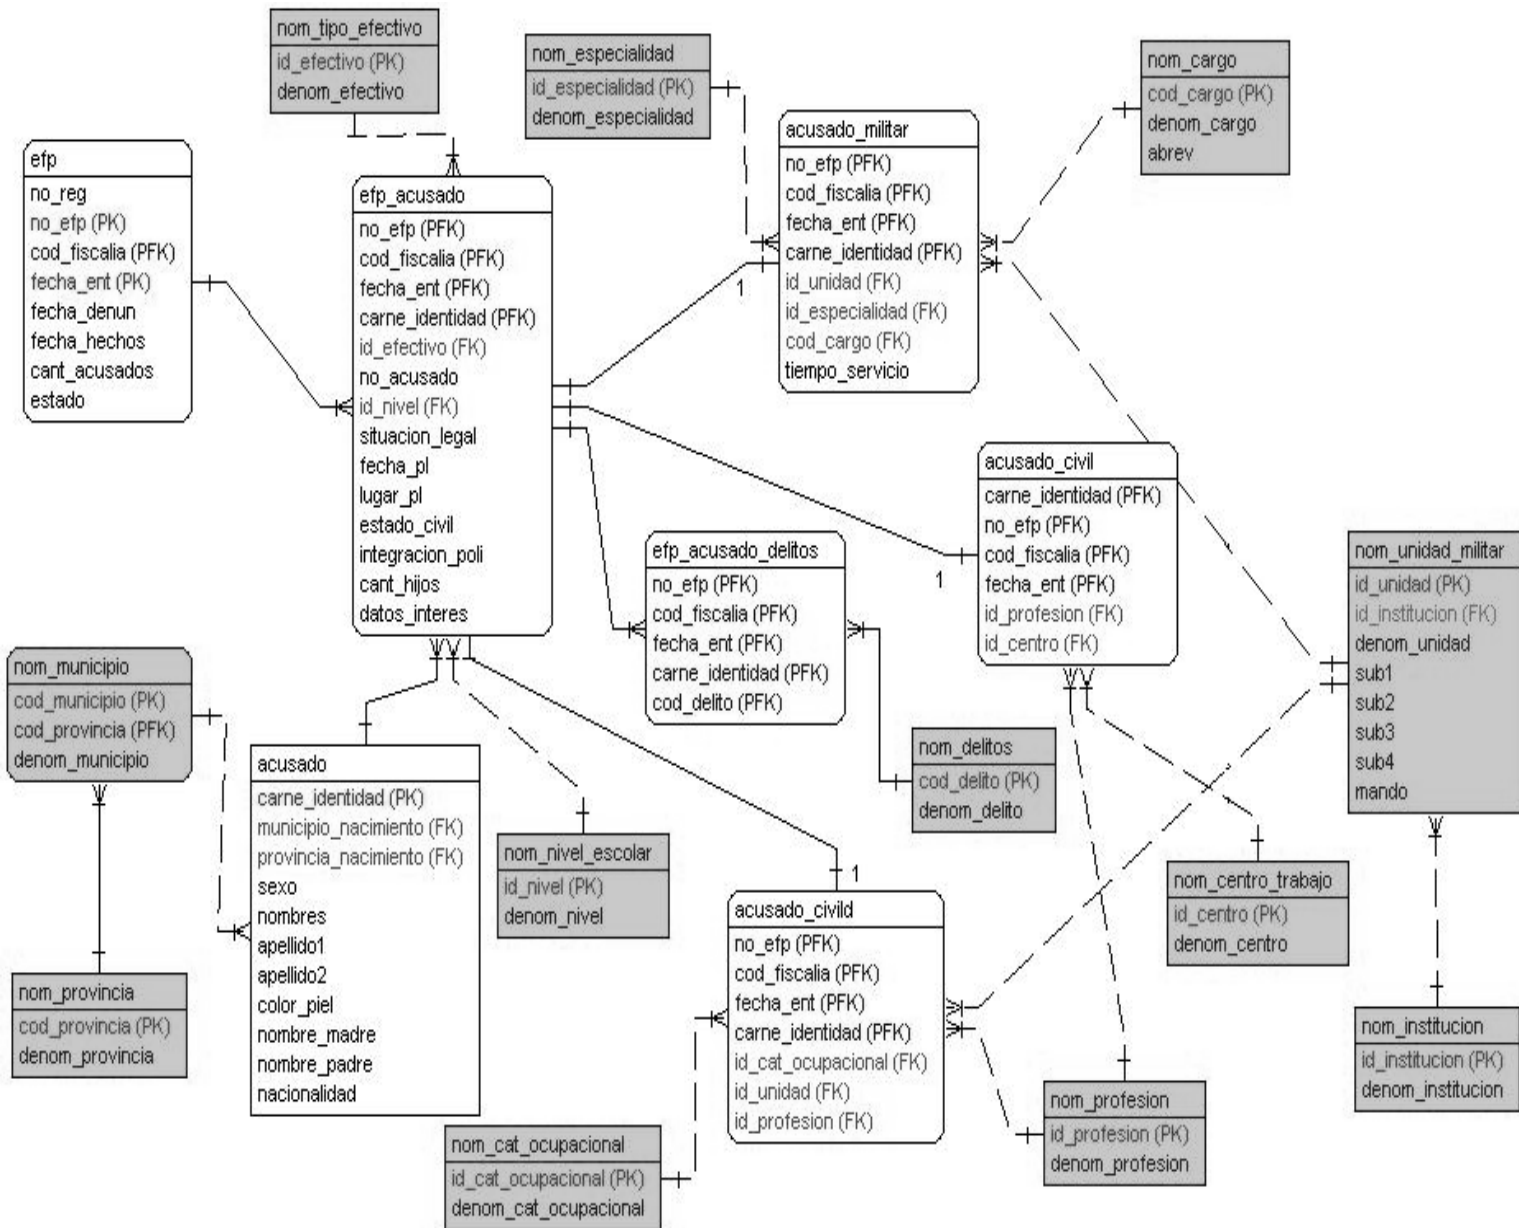 nom_tipo_efectivo
id_efectivo (PK)
denom_efectivo
nom_especialidad
id_especialidad (PK)
denom_especialidad
nom_cargo
cod_cargo (PK)
denom_cargo
abrev
efp
no_reg
no_efp (PK)
cod_fiscalia (PFK)
fecha_ent (PK)
fecha_denun
fecha_hechos
cant_acusados
estado
efp_acusado
no_efp (PFK)
cod_fiscalia (PFK)
fecha_ent (PFK)
carne_identidad (PFK)
id_efectivo (FK)
no_acusado
id_nivel (FK)
situacion_legal
fecha_pl
lugar_pl
estado_civil
integracion_poli
cant_hijos
datos_interes
acusado_militar
no_efp (PFK)
cod_fiscalia (PFK)
fecha_ent (PFK)
carne_identidad (PFK)
id_unidad (FK)
id_especialidad (FK)
cod_cargo (FK)
tiempo_servicio
1
acusado_civil
carne_identidad (PFK)
no_efp (PFK)
cod_fiscalia (PFK)
fecha_ent (PFK)
id_profesion (FK)
id_centro (FK)
1
efp_acusado_delitos
no_efp (PFK)
cod_fiscalia (PFK)
fecha_ent (PFK)
carne_identidad (PFK)
cod_delito (PFK)
nom_unidad_militar
id_unidad (PK)
id_institucion (FK)
denom_unidad
sub1
sub2
sub3
sub4
mando
nom_municipio
cod_municipio (PK)
cod_provincia (PFK)
denom_municipio
acusado
carne_identidad (PK)
municipio_nacimiento (FK)
provincia_nacimiento (FK)
sexo
nombres
apellido1
apellido2
color_piel
nombre_madre
nombre_padre
nacionalidad
nom_delitos
cod_delito (PK)
denom_delito
nom_nivel_escolar
id_nivel (PK)
denom_nivel
1
nom_centro_trabajo
id_centro (PK)
denom_centro
acusado_civild
no_efp (PFK)
cod_fiscalia (PFK)
fecha_ent (PFK)
carne_identidad (PFK)
id_cat_ocupacional (FK)
id_unidad (FK)
id_profesion (FK)
nom_provincia
cod_provincia (PK)
denom_provincia
nom_institucion
id_institucion (PK)
denom_institucion
nom_profesion
id_profesion (PK)
denom_profesion
nom_cat_ocupacional
id_cat_ocupacional (PK)
denom_cat_ocupacional